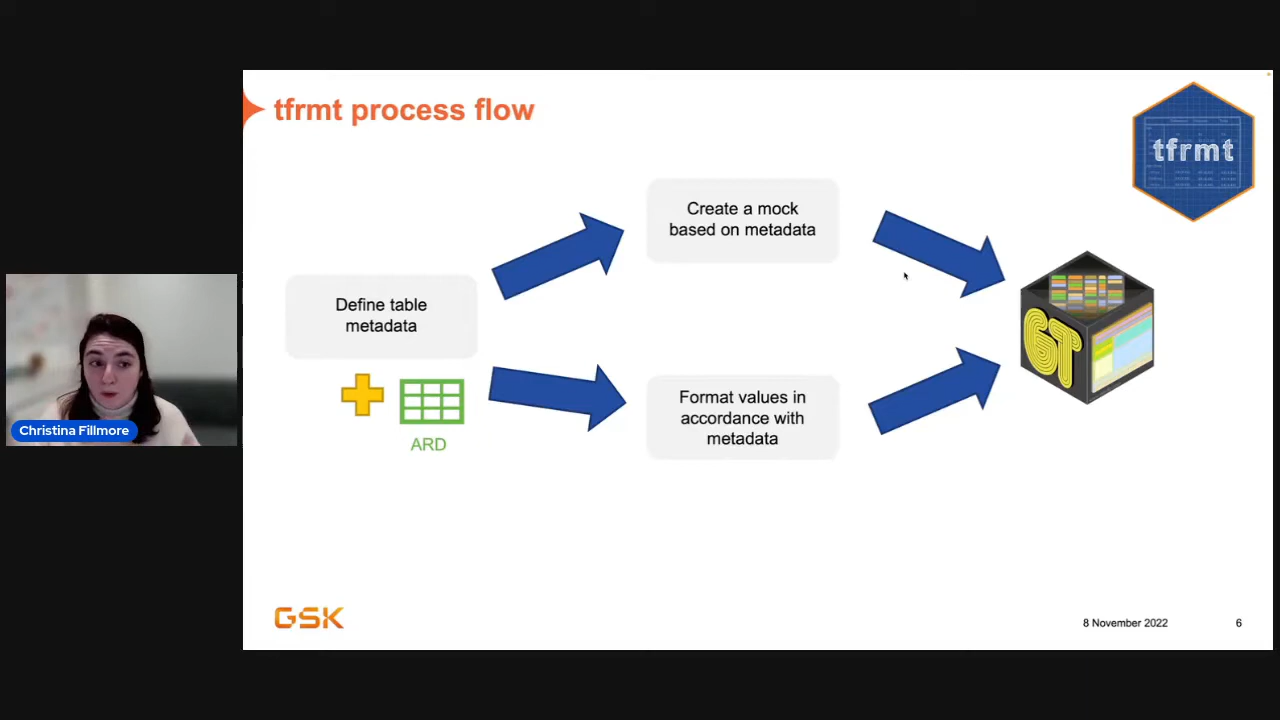 tfrmt process flow
tfrmt
Create a mock
based on metadata
Define table
metadata
GT
Format values in
accordance with
metadata
ARD
Christina Fillmore
GSK
8 November 2022
6